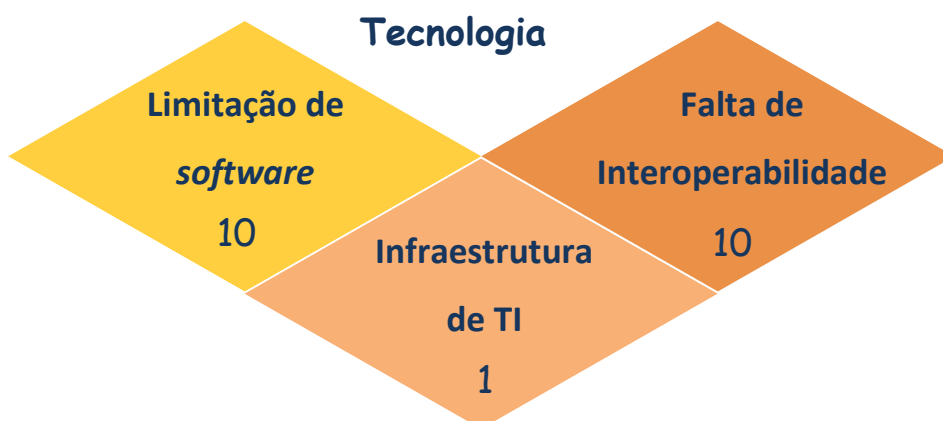 Tecnologia
Limitação de
software
10
Falta de
Interoperabilidade
10
Infraestrutura
de TI
1